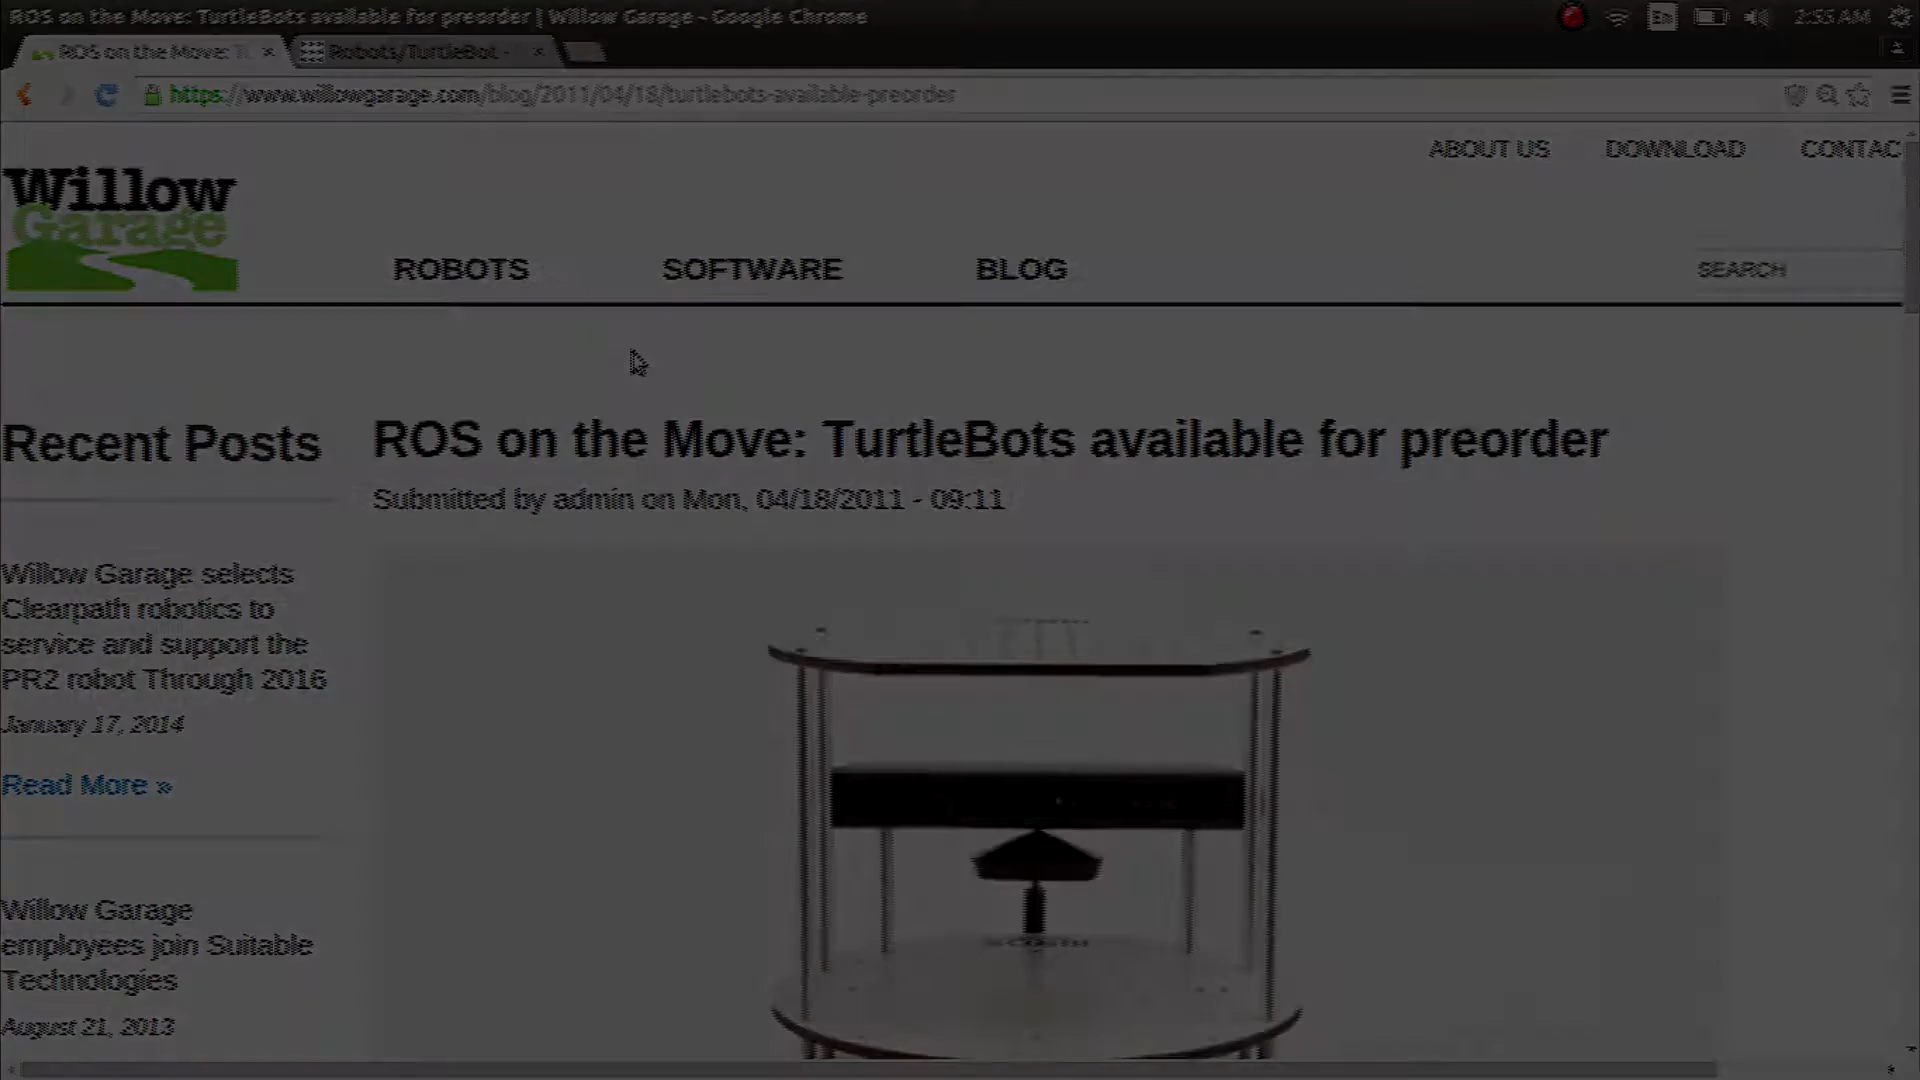 ROS on the Move: TurtleBots available for preorder | Willow Garage - Google Chrome
En
2:55 AM
ROS on the Move: T
Robots/TurtleBot -
https://www.willowgarage.com/blog/2011/04/18/turtlebots-available-preorder
ABOUT US
DOWNLOAD
CONTAC
Willow
Garage
ROBOTS
SOFTWARE
BLOG
SEARCH
Recent Posts
ROS on the Move: TurtleBots available for preorder
Submitted by admin on Mon, 04/18/2011 - 09:11
Willow Garage selects
Clearpath robotics to
service and support the
PR2 robot Through 2016
January 17, 2014
Read More »
Willow Garage
employees join Suitable
Technologies
August 21, 2013